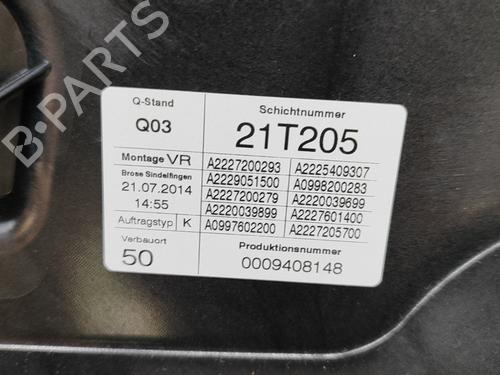 Q-Stand
Q03
Schichtnummer
21T205
Montage VR
Brose Sindelfingen
21.07.2014
14:55
Auftragstyp K
Verbauort
50
A2227200293 A2225409307
A2229051500 A0998200283
A2227200279 A2220039699
A2220039899 A2227601400
A0997602200 A2227205700
Produktionsnummer
0009408148
B-PARTS